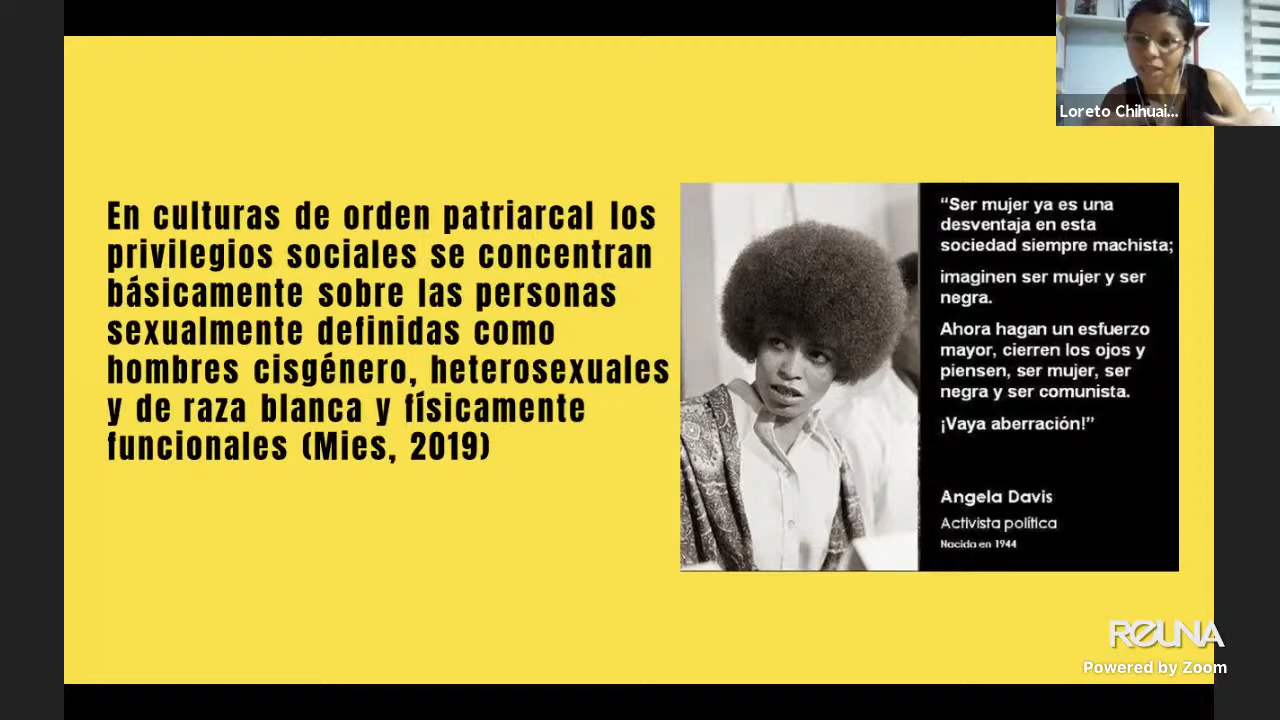 Loreto Chihuai...
En culturas de orden patriarcal los
privilegios sociales se concentran
básicamente sobre las personas
sexualmente definidas como
hombres cisgénero, heterosexuales
y de raza blanca y físicamente
funcionales (Mies, 2019)
“Ser mujer ya es una
desventaja en esta
sociedad siempre machista;
imaginen ser mujer y ser
negra.
Ahora hagan un esfuerzo
mayor, cierren los ojos y
piensen, ser mujer, ser
negra y ser comunista.
¡Vaya aberración!”
Angela Davis
Activista política
Nacida en 1944
REUNA
Powered by Zoom